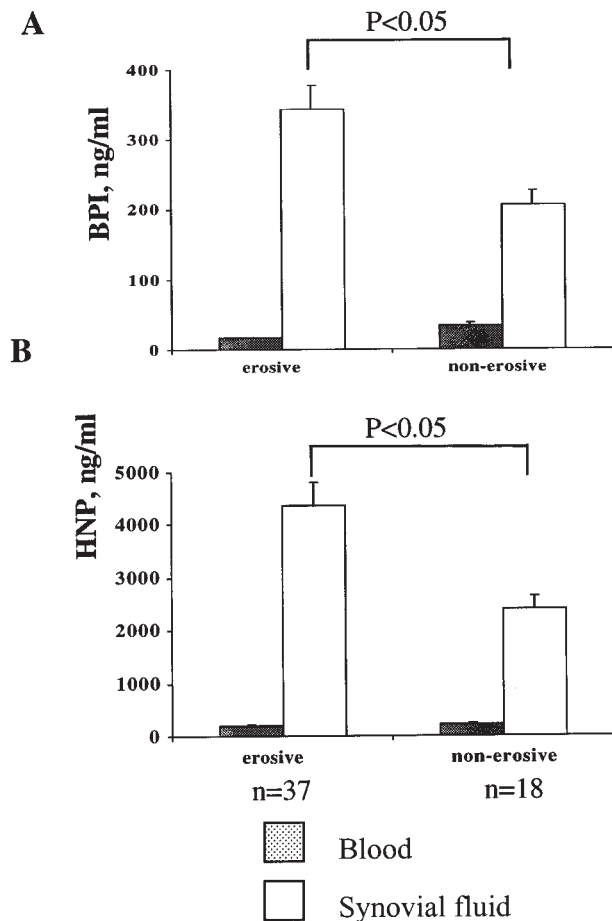 A
P<0.05
BPI, ng/ml
400
300
200
100
0
erosive non-erosive
B
P<0.05
HNP, ng/ml
5000
4000
3000
2000
1000
0
erosive non-erosive
n=37 n=18
Blood
Synovial fluid